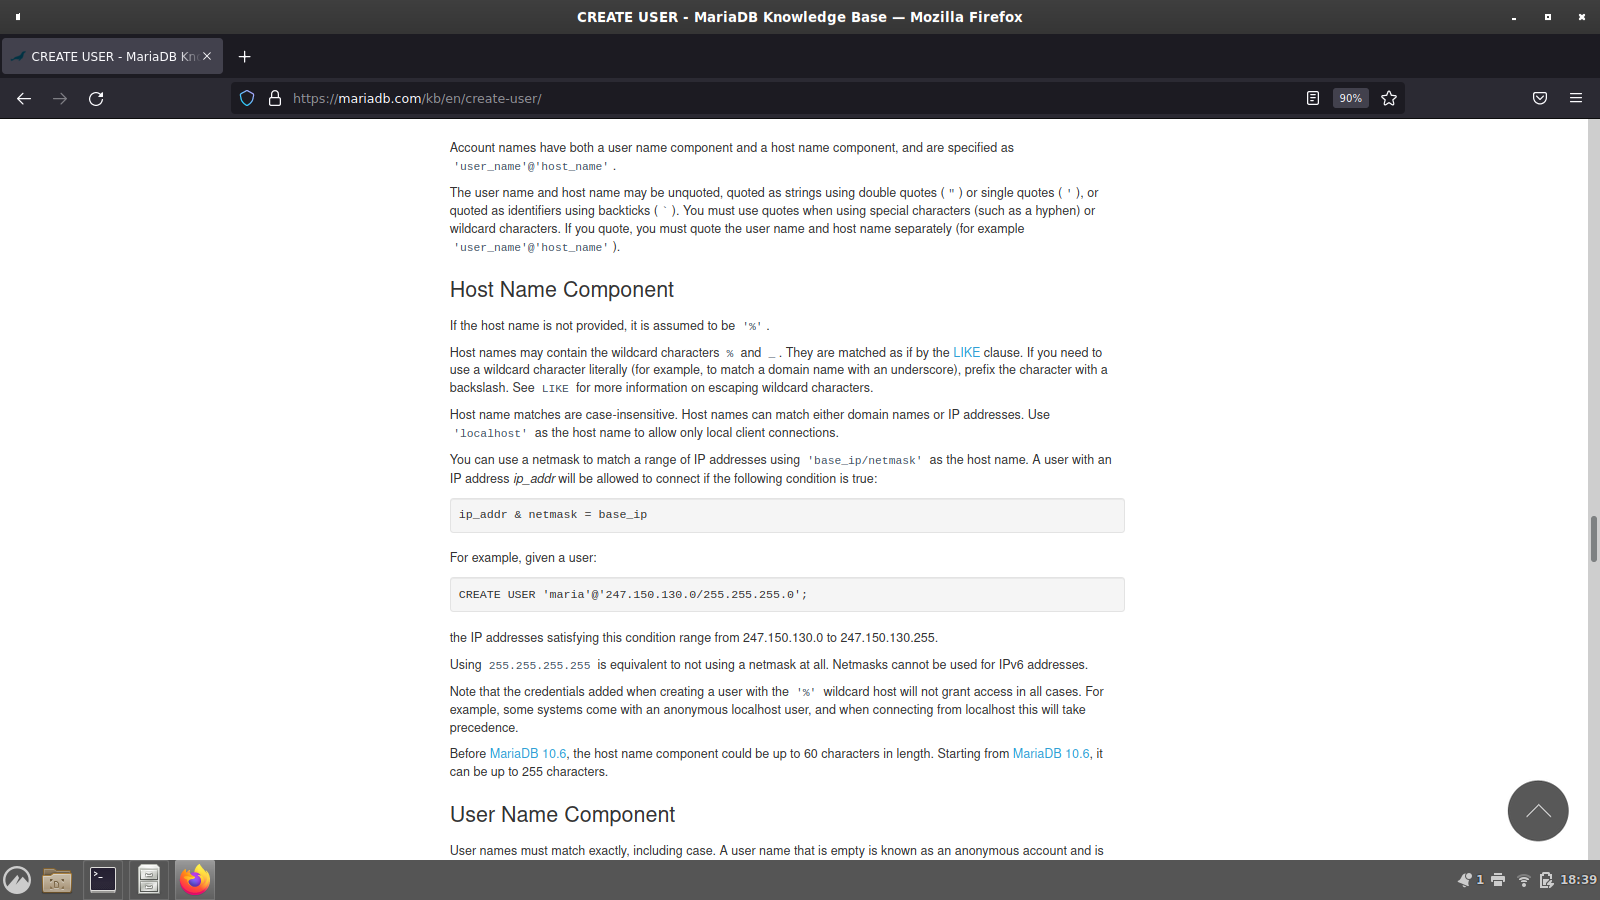 CREATE USER - MariaDB Knowledge Base — Mozilla Firefox
CREATE USER - MariaDB Kn
https://mariadb.com/kb/en/create-user/
90%
Account names have both a user name component and a host name component, and are specified as
'user_name'@'host_name' .
The user name and host name may be unquoted, quoted as strings using double quotes ( " ) or single quotes ( ' ), or
quoted as identifiers using backticks ( ` ). You must use quotes when using special characters (such as a hyphen) or
wildcard characters. If you quote, you must quote the user name and host name separately (for example
'user_name'@'host_name' ).
Host Name Component
If the host name is not provided, it is assumed to be '%' .
Host names may contain the wildcard characters % and _ . They are matched as if by the LIKE clause. If you need to
use a wildcard character literally (for example, to match a domain name with an underscore), prefix the character with a
backslash. See LIKE for more information on escaping wildcard characters.
Host name matches are case-insensitive. Host names can match either domain names or IP addresses. Use
'localhost' as the host name to allow only local client connections.
You can use a netmask to match a range of IP addresses using 'base_ip/netmask' as the host name. A user with an
IP address ip_addr will be allowed to connect if the following condition is true:
ip_addr & netmask = base_ip
For example, given a user:
CREATE USER 'maria'@'247.150.130.0/255.255.255.0';
the IP addresses satisfying this condition range from 247.150.130.0 to 247.150.130.255.
Using 255.255.255.255 is equivalent to not using a netmask at all. Netmasks cannot be used for IPv6 addresses.
Note that the credentials added when creating a user with the '%' wildcard host will not grant access in all cases. For
example, some systems come with an anonymous localhost user, and when connecting from localhost this will take
precedence.
Before MariaDB 10.6, the host name component could be up to 60 characters in length. Starting from MariaDB 10.6, it
can be up to 255 characters.
User Name Component
User names must match exactly, including case. A user name that is empty is known as an anonymous account and is
1
18:39